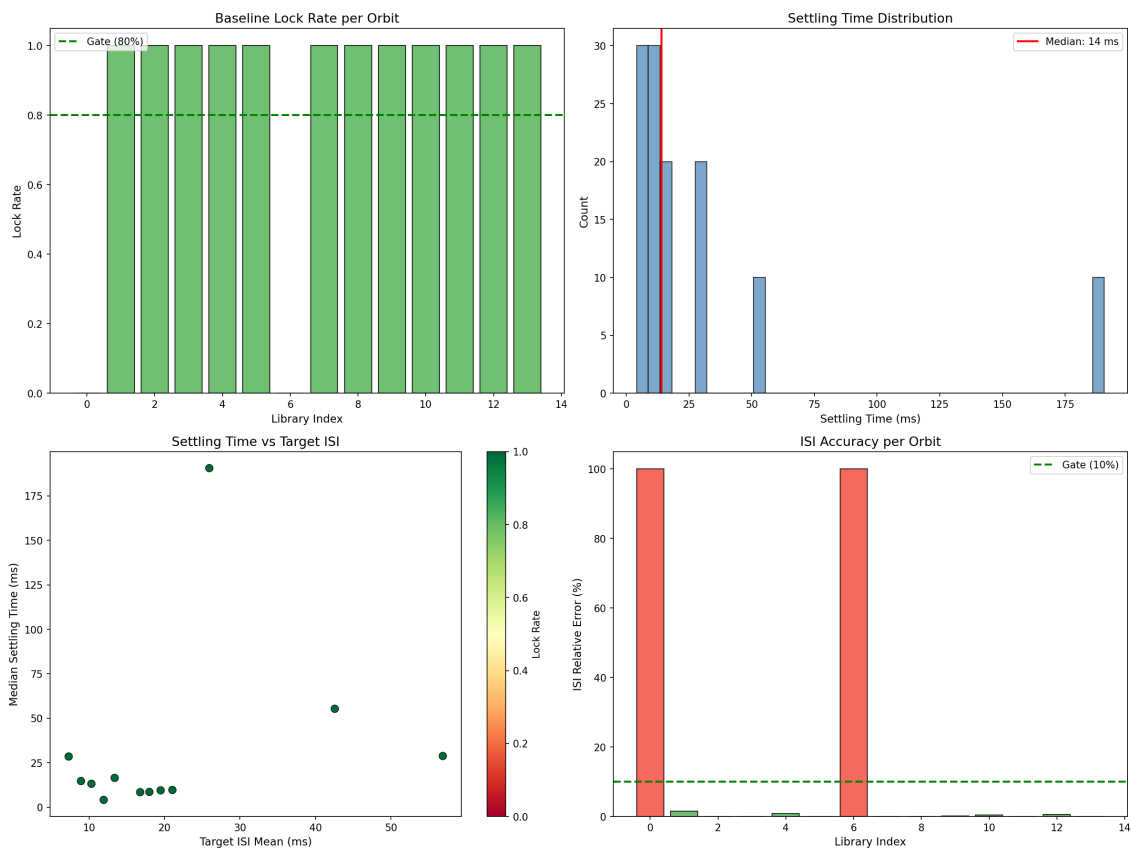 Baseline Lock Rate per Orbit
Gate (80%)
1.0
0.8
0.6
0.4
0.2
0.0
Lock Rate
0 2 4 6 8 10 12 14
Library Index
Settling Time Distribution
Median: 14 ms
30
25
20
15
10
5
0
Count
0 25 50 75 100 125 150 175
Settling Time (ms)
Settling Time vs Target ISI
175
150
125
100
75
50
25
0
Median Settling Time (ms)
10 20 30 40 50
Target ISI Mean (ms)
1.0
0.8
0.6
0.4
0.2
0.0
Lock Rate
ISI Accuracy per Orbit
Gate (10%)
100
80
60
40
20
0
ISI Relative Error (%)
0 2 4 6 8 10 12 14
Library Index